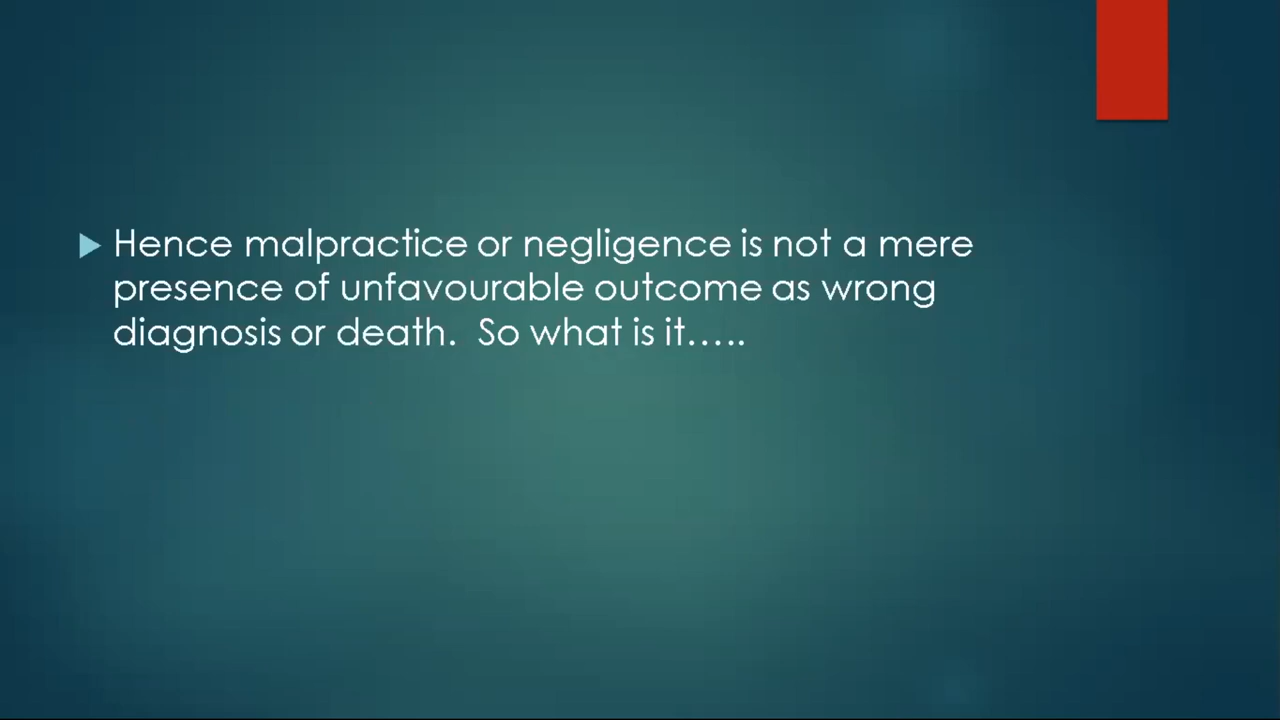 Hence malpractice or negligence is not a mere
presence of unfavourable outcome as wrong
diagnosis or death.  So what is it.....